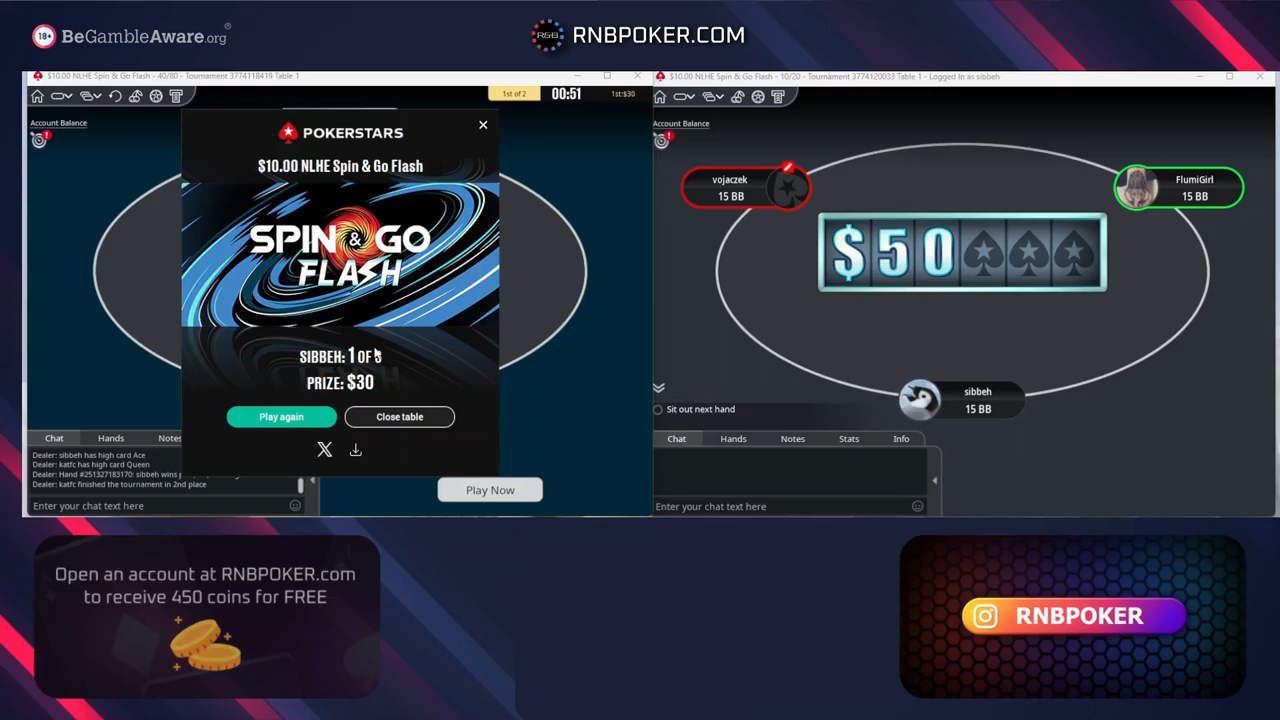 18+ BeGambleAware.org®
R&B RNBPOKER.COM
$10.00 NLHE Spin & Go Flash - 40/80 - Tournament 3774118419 Table 1
1st of 2 00:51 1st:$30
Account Balance
POKERSTARS
$10.00 NLHE Spin & Go Flash
SPIN & GO
FLASH
SIBBEH: 1 OF 3
PRIZE: $30
Play again Close table
Chat Hands Notes
Dealer: sibbeh has high card Ace
Dealer: katfc has high card Queen
Dealer: Hand #251327183170: sibbeh wins
Dealer: katfc finished the tournament in 2nd place
Enter your chat text here
Play Now
$10.00 NLHE Spin & Go Flash - 10/20 - Tournament 3774120033 Table 1 - Logged In as sibbeh
Account Balance
vojaczek
15 BB
FlumiGirl
15 BB
$50
sibbeh
15 BB
Sit out next hand
Chat Hands Notes Stats Info
Enter your chat text here
Open an account at RNBPOKER.com
to receive 450 coins for FREE
RNBPOKER